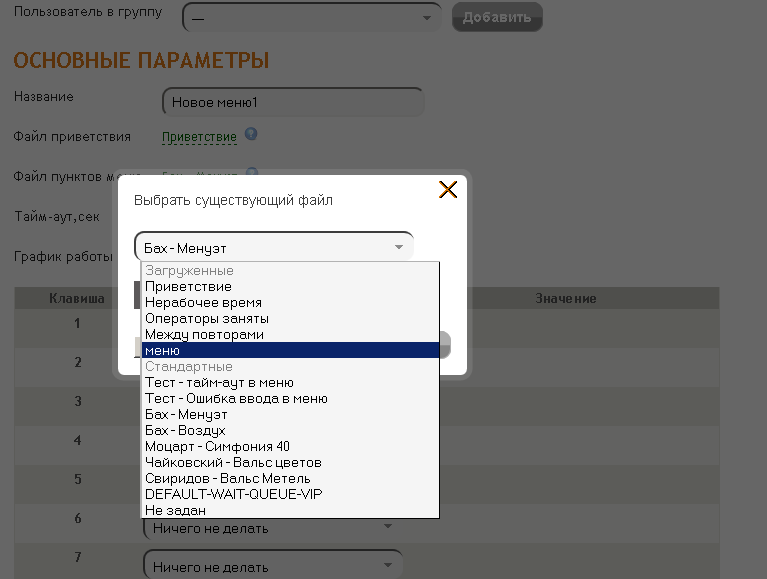 Пользователь в группу
—
Добавить
ОСНОВНЫЕ ПАРАМЕТРЫ
Название
Новое меню1
Файл приветствия
Приветствие
Файл пунктов меню
Бах - Менуэт
Тайм-аут,сек
График работы
Выбрать существующий файл
Бах - Менуэт
Загруженные
Приветствие
Нерабочее время
Операторы заняты
Между повторами
меню
Стандартные
Тест - тайм-аут в меню
Тест - Ошибка ввода в меню
Бах - Менуэт
Бах - Воздух
Моцарт - Симфония 40
Чайковский - Вальс цветов
Свиридов - Вальс Метель
DEFAULT-WAIT-QUEUE-VIP
Не задан
Клавиша
Значение
1
2
3
4
5
6
Ничего не делать
7
Ничего не делать